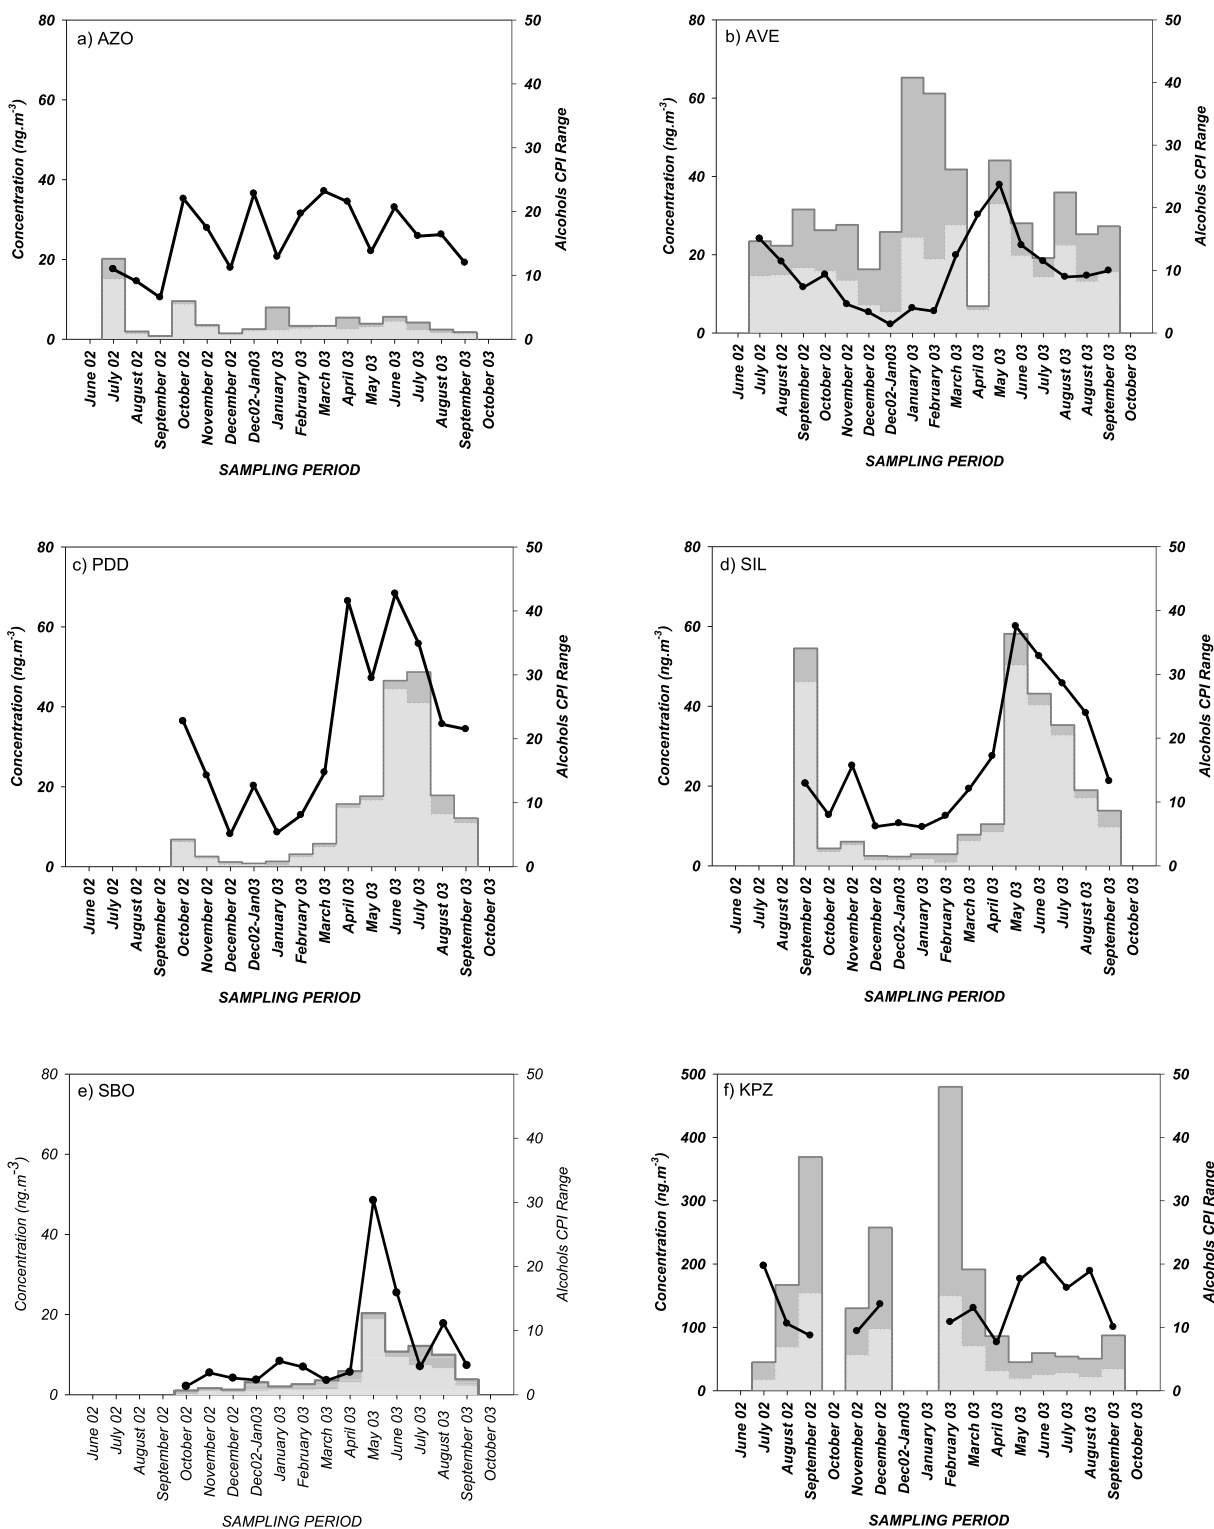 a) AZO
80
60
40
20
0
50
40
30
20
10
0
Concentration (ng.m-3)
Alcohols CPI Range
June 02
July 02
August 02
September 02
October 02
November 02
December 02
Dec02-Jan03
January 03
February 03
March 03
April 03
May 03
June 03
July 03
August 03
September 03
October 03
SAMPLING PERIOD
b) AVE
80
60
40
20
0
50
40
30
20
10
0
Concentration (ng.m-3)
Alcohols CPI Range
June 02
July 02
August 02
September 02
October 02
November 02
December 02
Dec02-Jan03
January 03
February 03
March 03
April 03
May 03
June 03
July 03
August 03
August 03
September 03
October 03
SAMPLING PERIOD
c) PDD
80
60
40
20
0
50
40
30
20
10
0
Concentration (ng.m-3)
Alcohols CPI Range
June 02
July 02
August 02
September 02
October 02
November 02
December 02
Dec02-Jan03
January 03
February 03
March 03
April 03
May 03
June 03
July 03
August 03
September 03
October 03
SAMPLING PERIOD
d) SIL
80
60
40
20
0
50
40
30
20
10
0
Concentration (ng.m-3)
Alcohols CPI Range
June 02
July 02
August 02
September 02
October 02
November 02
December 02
Dec02-Jan03
January 03
February 03
March 03
April 03
May 03
June 03
July 03
August 03
September 03
October 03
SAMPLING PERIOD
e) SBO
80
60
40
20
0
50
40
30
20
10
0
Concentration (ng.m-3)
Alcohols CPI Range
June 02
July 02
August 02
September 02
October 02
November 02
December 02
Dec02-Jan03
January 03
February 03
March 03
April 03
May 03
June 03
July 03
August 03
September 03
October 03
SAMPLING PERIOD
f) KPZ
500
400
300
200
100
0
50
40
30
20
10
0
Concentration (ng.m-3)
Alcohols CPI Range
June 02
July 02
August 02
September 02
October 02
November 02
December 02
Dec02-Jan03
January 03
February 03
March 03
April 03
May 03
June 03
July 03
August 03
September 03
October 03
SAMPLING PERIOD